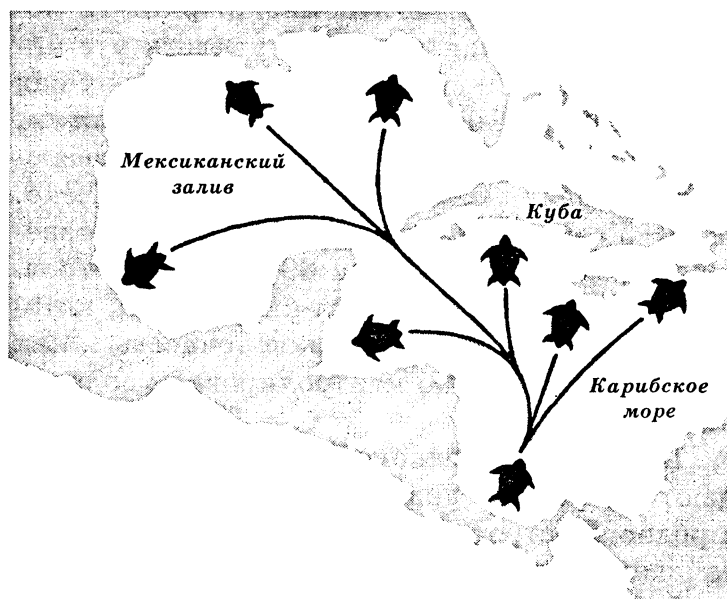 Мексиканский
залив
Куба
Карибское
море